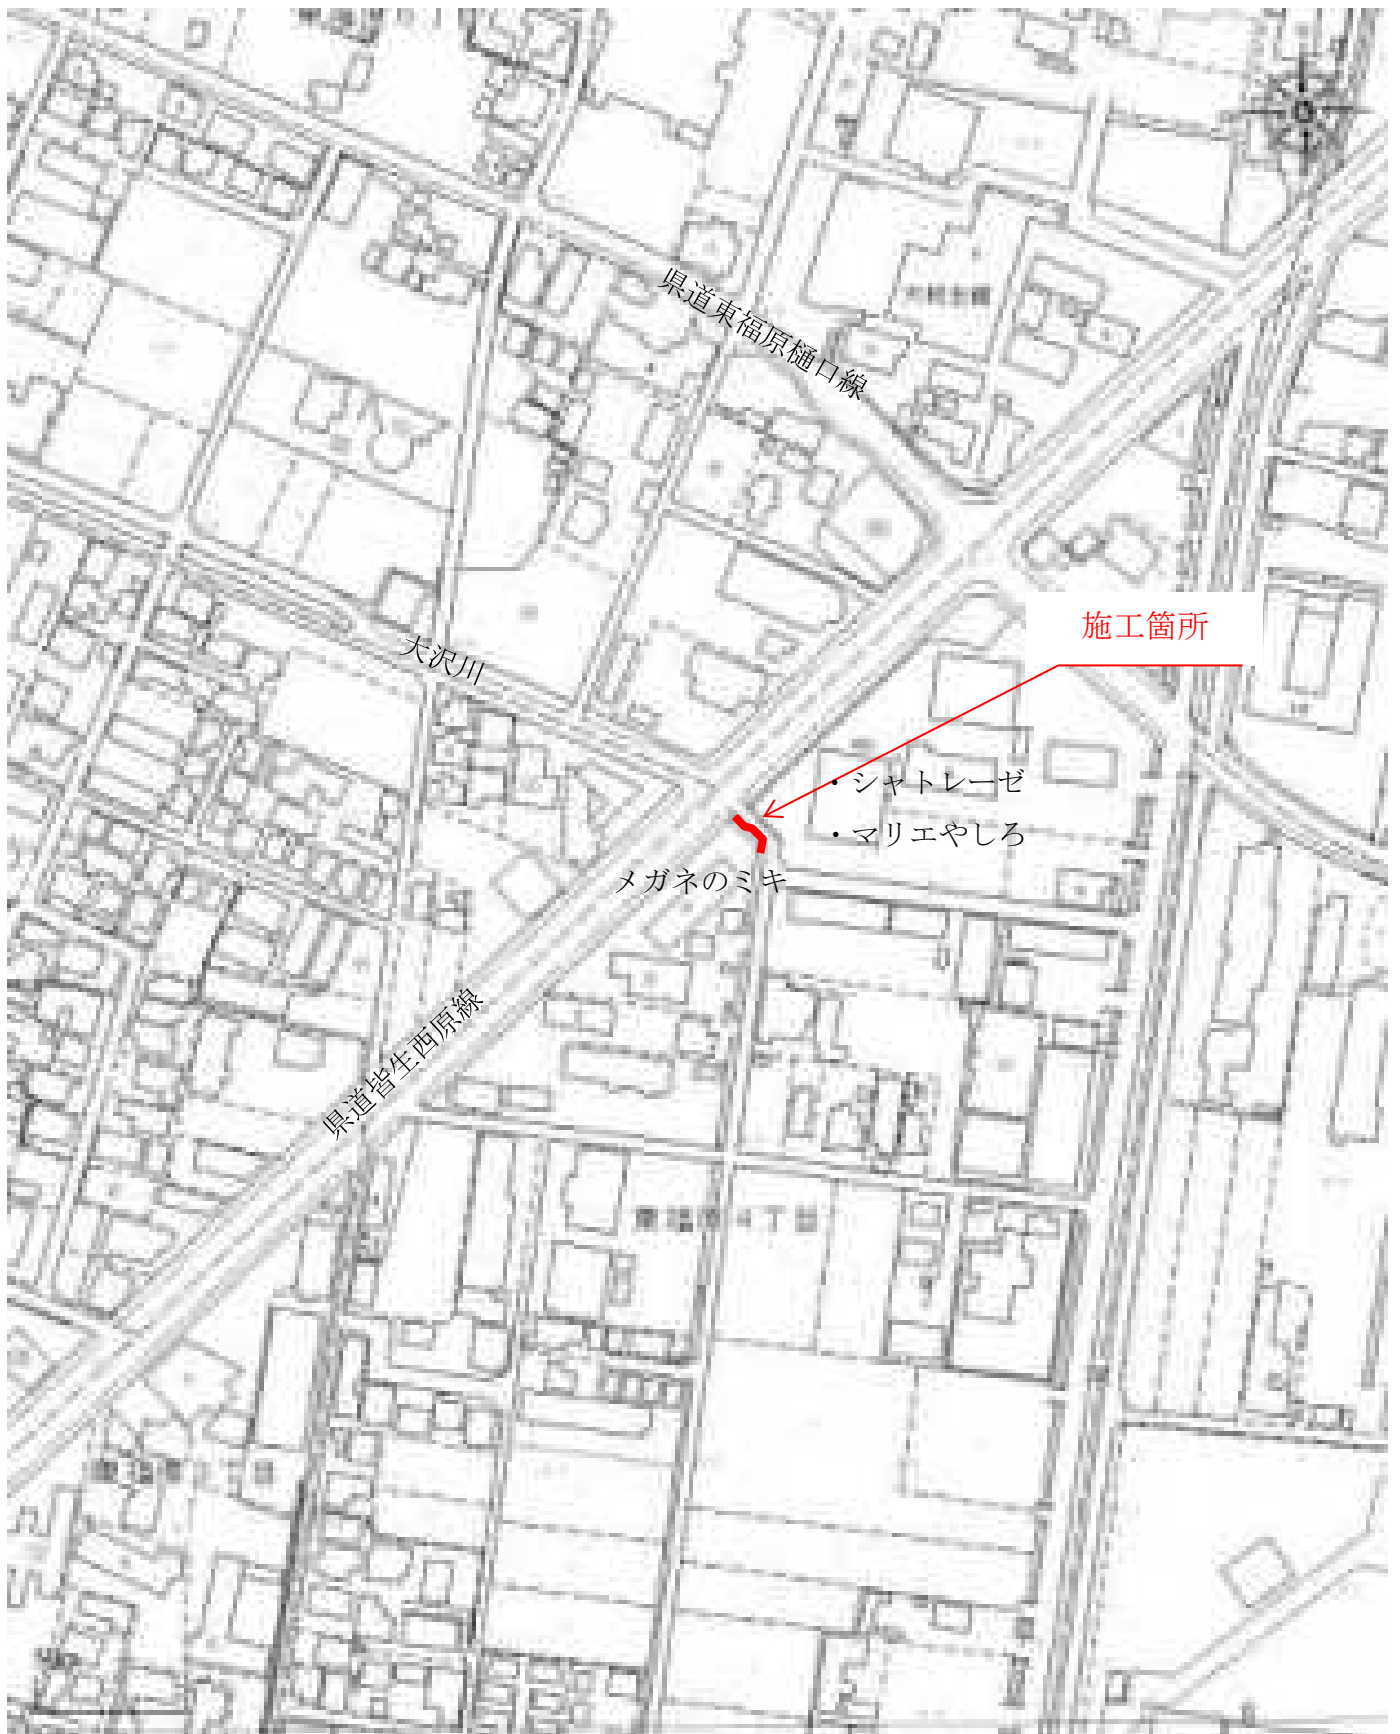 県道東福原樋口線
施工箇所
大沢川
・シャトレーゼ
・マリエやしろ
メガネのミキ
県道皆生西原線